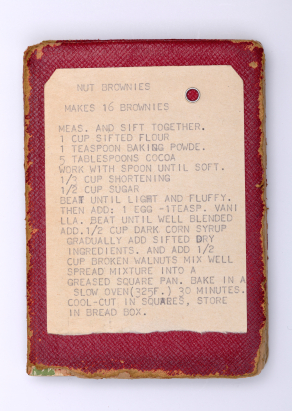 NUT BROWNIES
MAKES 16 BROWNIES
MEAS. AND SIFT TOGETHER.
1 CUP SIFTED FLOUR
1 TEASPOON BAKING POWDE.
5 TABLESPOONS COCOA
WORK WITH SPOON UNTIL SOFT.
1/2 CUP SHORTENING
1/2 CUP SUGAR
BEAT UNTIL LIGHT AND FLUFFY.
THEN ADD: 1 EGG -1TEASP. VANI
LLA. BEAT UNTIL WELL BLENDED
ADD.1/2 CUP DARK CORN SYRUP
GRADUALLY ADD SIFTED DRY
INGREDIENTS. AND ADD 1/2
CUP BROKEN WALNUTS MIX WELL
SPREAD MIXTURE INTO A
GREASED SQUARE PAN. BAKE IN A
SLOW OVEN(325F.) 30 MINUTES.
COOL-CUT IN SQUARES, STORE
IN BREAD BOX.